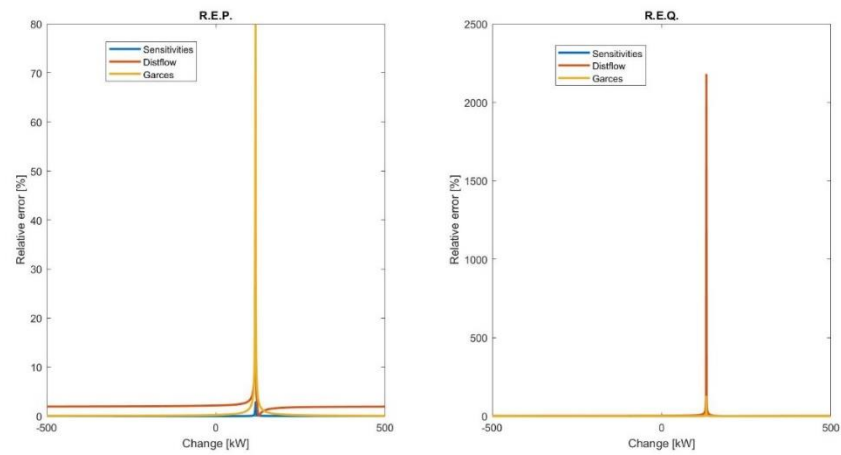 R.E.P.
80
70
60
50
40
30
20
10
0
Relative error [%]
Sensitivities
Distflow
Garces
-500
0
500
Change [kW]
R.E.Q.
2500
2000
1500
1000
500
0
Relative error [%]
Sensitivities
Distflow
Garces
-500
0
500
Change [kW]